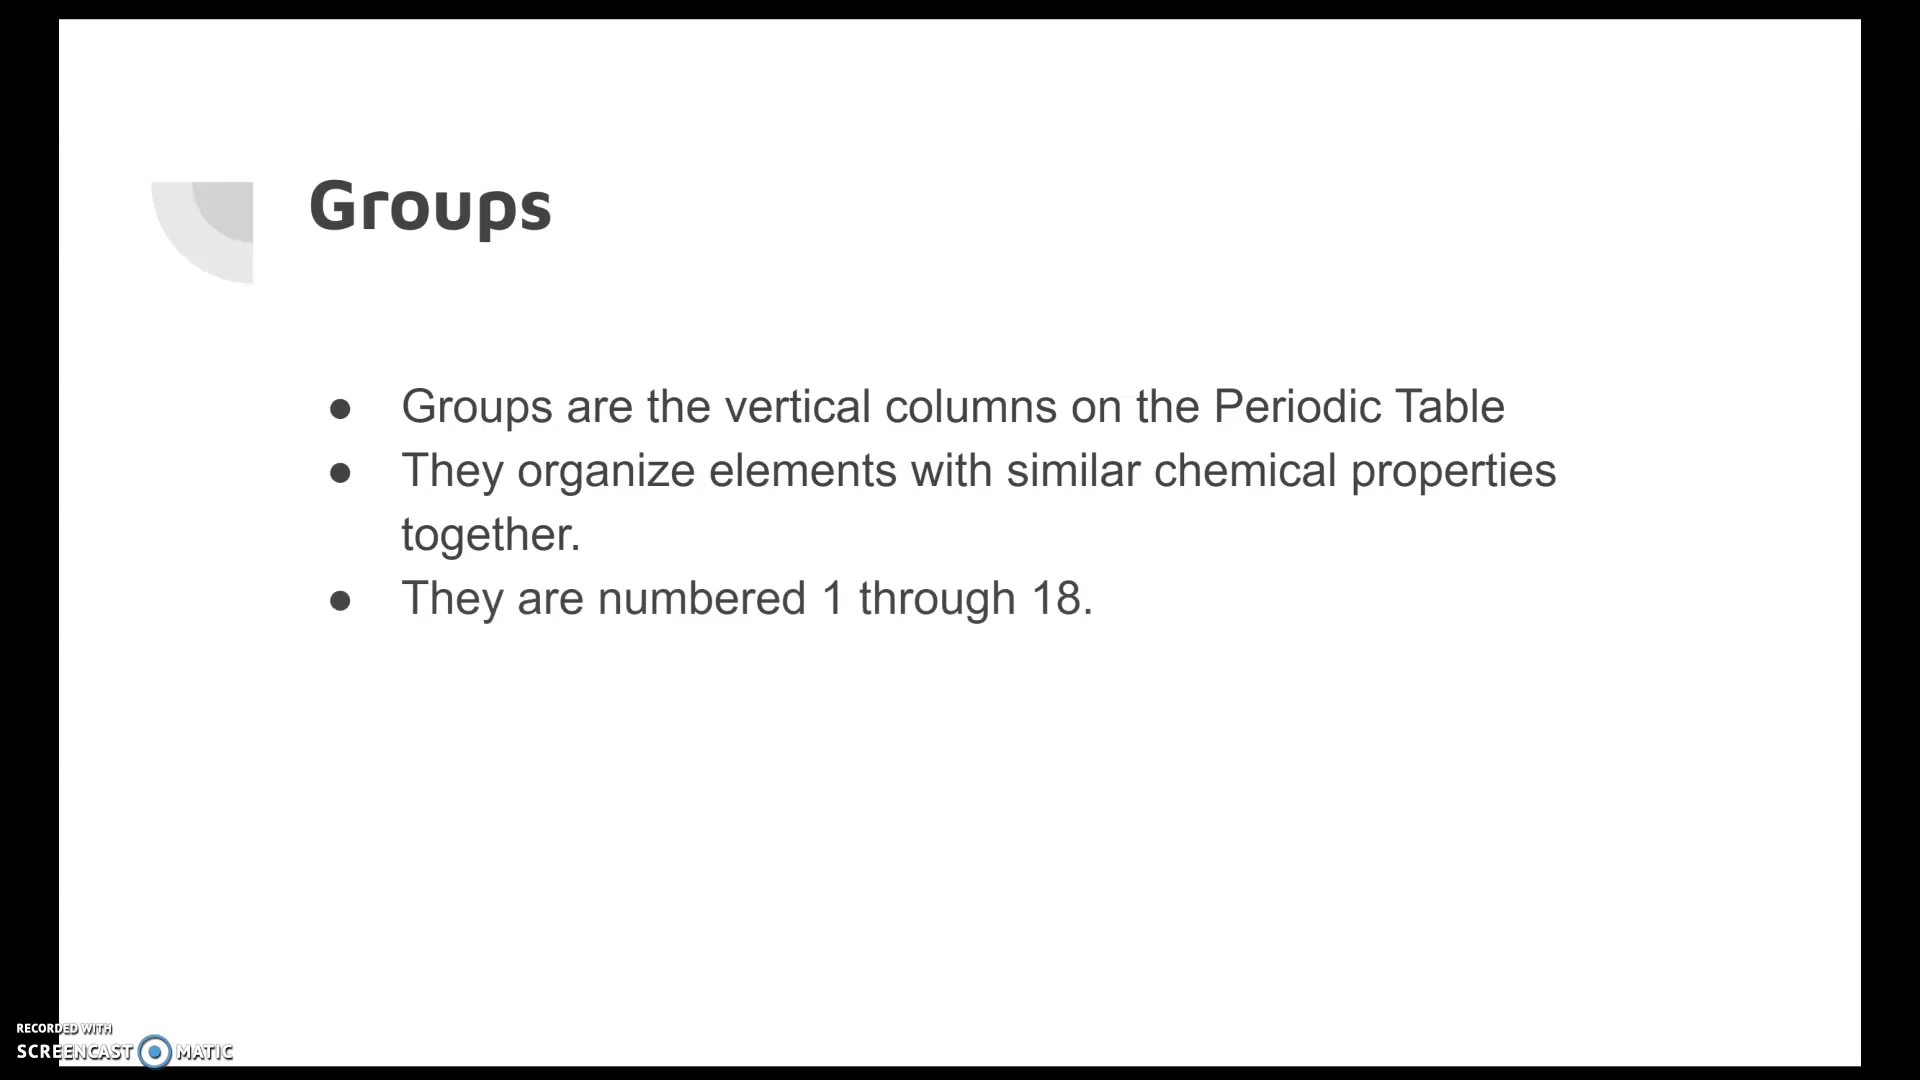 Groups
● Groups are the vertical columns on the Periodic Table
● They organize elements with similar chemical properties
together.
● They are numbered 1 through 18.
RECORDED WITH
SCREENCAST MATIC